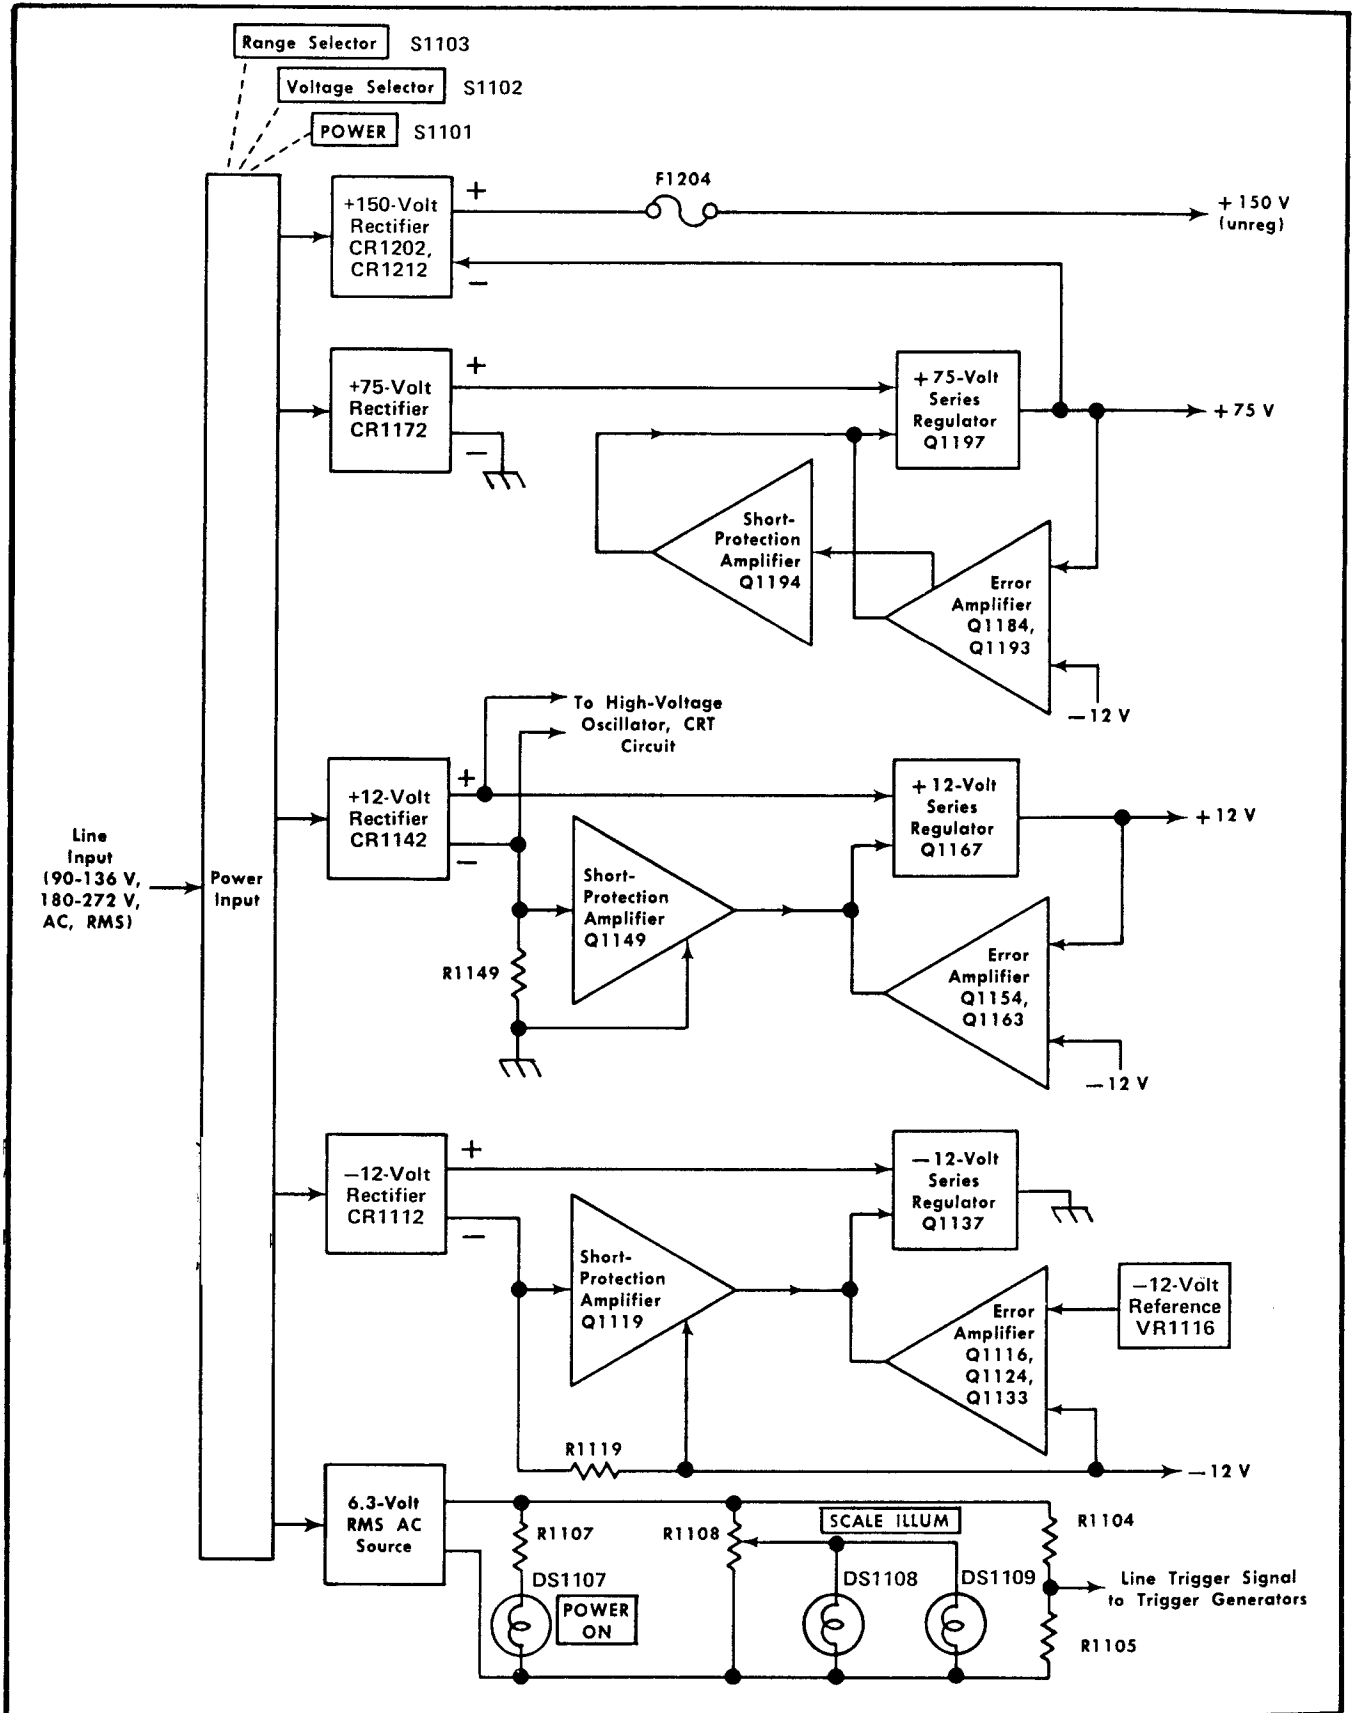 Range Selector S1103
Voltage Selector S1102
POWER S1101
+150-Volt
Rectifier
CR1202,
CR1212
+
−
F1204
+ 150 V
(unreg)
+75-Volt
Rectifier
CR1172
+
−
+ 75-Volt
Series
Regulator
Q1197
+ 75 V
Short-
Protection
Amplifier
Q1194
Error
Amplifier
Q1184,
Q1193
− 12 V
To High-Voltage
Oscillator, CRT
Circuit
+12-Volt
Rectifier
CR1142
+
−
+ 12-Volt
Series
Regulator
Q1167
+ 12 V
Line
Input
(90-136 V,
180-272 V,
AC, RMS)
Power
Input
Short-
Protection
Amplifier
Q1149
R1149
Error
Amplifier
Q1154,
Q1163
− 12 V
−12-Volt
Rectifier
CR1112
+
−
− 12-Volt
Series
Regulator
Q1137
Short-
Protection
Amplifier
Q1119
Error
Amplifier
Q1116,
Q1124,
Q1133
−12-Volt
Reference
VR1116
R1119
− 12 V
6.3-Volt
RMS AC
Source
R1107
R1108
SCALE ILLUM
R1104
DS1107
POWER
ON
DS1108
DS1109
Line Trigger Signal
to Trigger Generators
R1105